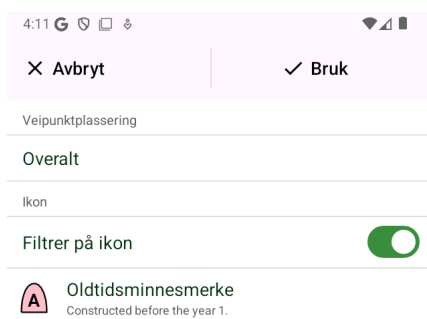 4:11 G
Avbryt
Bruk
Veipunktplassering
Overalt
Ikon
Filtrer på ikon
A
Oldtidsminnesmerke
Constructed before the year 1.